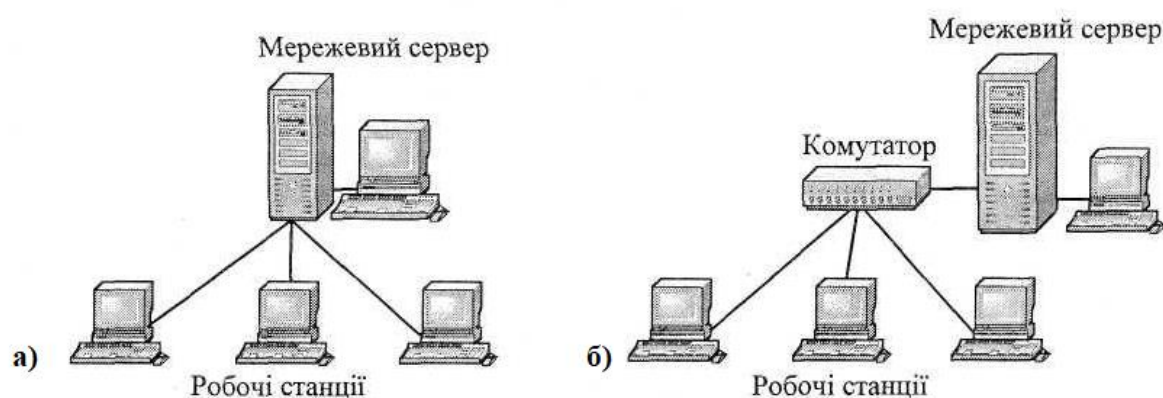 Мережевий сервер
Мережевий сервер
Комутатор
а)
Робочі станції
б)
Робочі станції